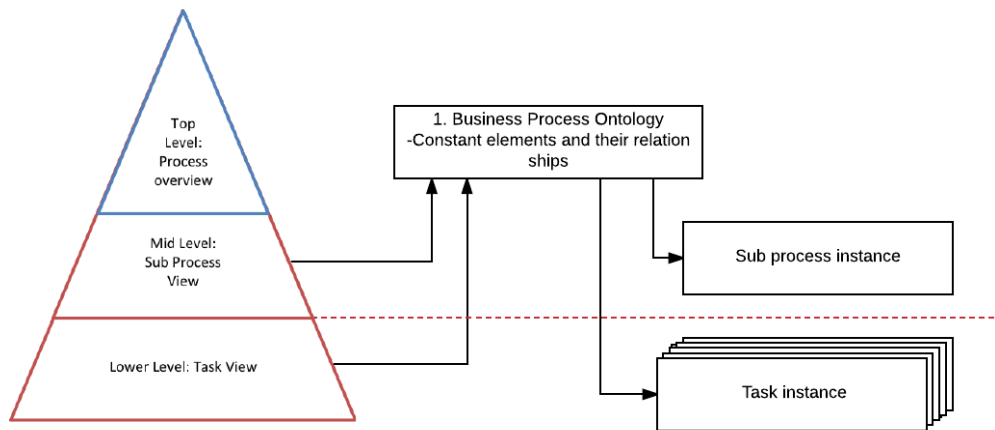 Top
Level:
Process
overview
Mid Level:
Sub Process
View
Lower Level: Task View
1. Business Process Ontology
-Constant elements and their relation
ships
Sub process instance
Task instance